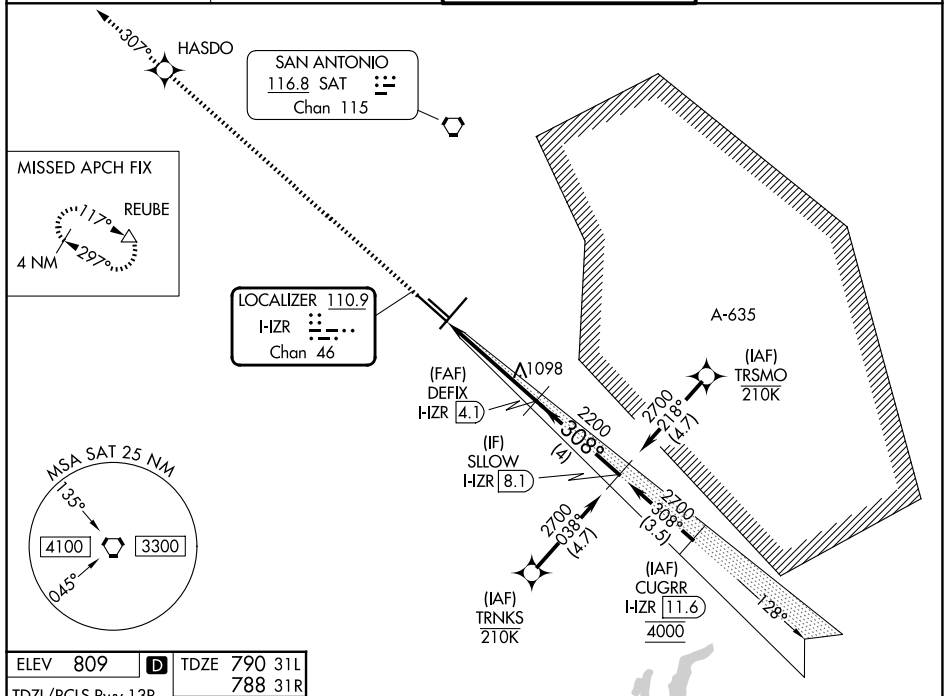 307°
HASDO
SAN ANTONIO
116.8 SAT
Chan 115
MISSED APCH FIX
REUBE
117°
297°
4 NM
LOCALIZER 110.9
I-IZR
Chan 46
A-635
(IAF)
TRSMO
210K
2700
218°
(4.7)
1098
(FAF)
DEFIX
I-IZR 4.1
2200
308°
(4)
(IF)
SLLOW
I-IZR 8.1
2700
308°
(3.5)
2700
038°
(4.7)
(IAF)
TRNKS
210K
(IAF)
CUGRR
I-IZR 11.6
4000
128°
MSA SAT 25 NM
135°
4100
3300
045°
ELEV 809
D
TDZE 790 31L
788 31R